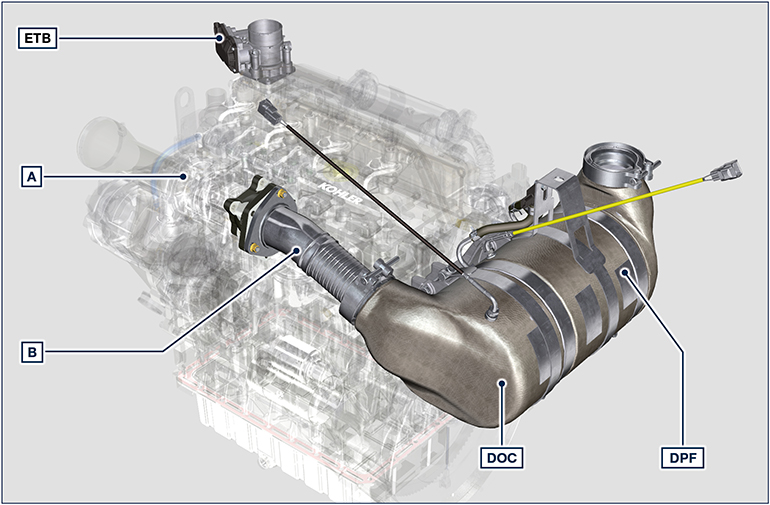 ETB
A
KOHLER
B
DOC
DPF